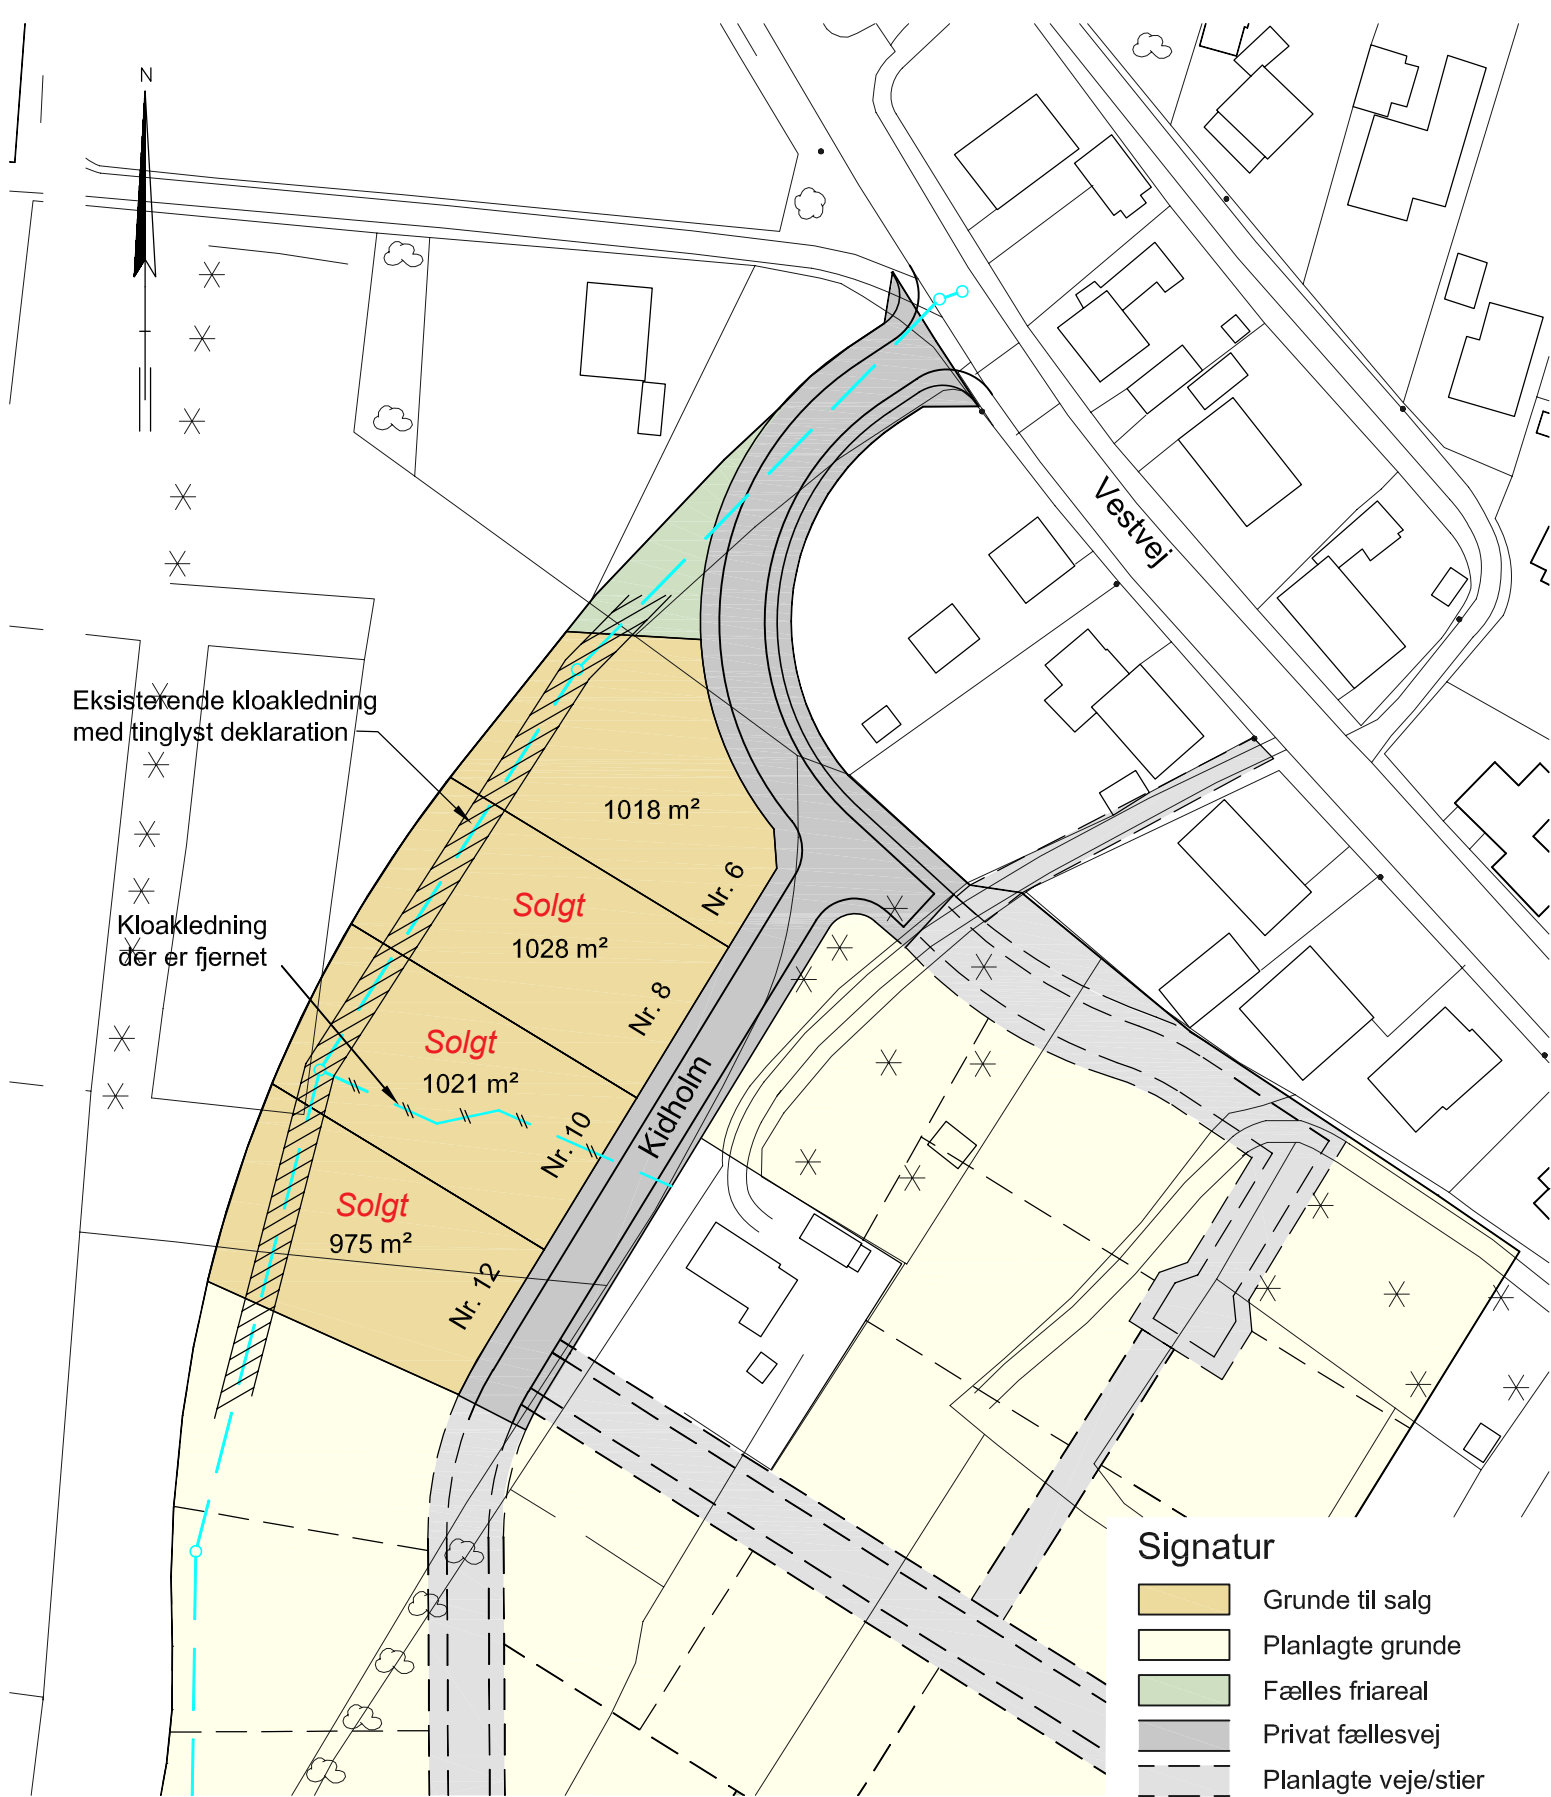 N
Vestvej
Eksisterende kloakledning
med tinglyst deklaration
1018 m²
Nr. 6
Solgt
1028 m²
Nr. 8
Kloakledning
der er fjernet
Solgt
1021 m²
Nr. 10
Kidholm
Solgt
975 m²
Nr. 12
Signatur
Grunde til salg
Planlagte grunde
Fælles friareal
Privat fællesvej
Planlagte veje/stier